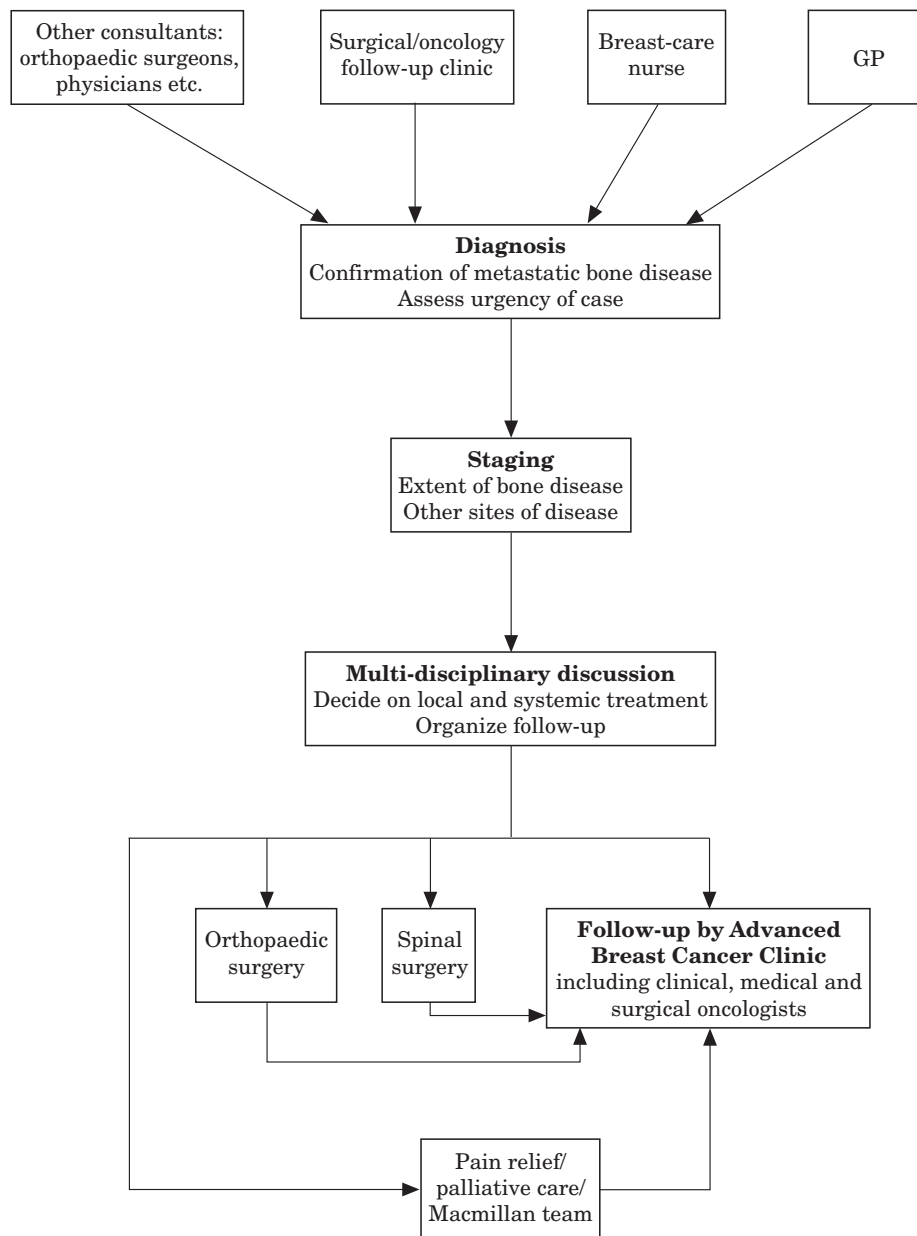 Other consultants:
orthopaedic surgeons,
physicians etc.
Surgical/oncology
follow-up clinic
Breast-care
nurse
GP
Diagnosis
Confirmation of metastatic bone disease
Assess urgency of case
Staging
Extent of bone disease
Other sites of disease
Multi-disciplinary discussion
Decide on local and systemic treatment
Organize follow-up
Orthopaedic
surgery
Spinal
surgery
Follow-up by Advanced
Breast Cancer Clinic
including clinical, medical and
surgical oncologists
Pain relief/
palliative care/
Macmillan team